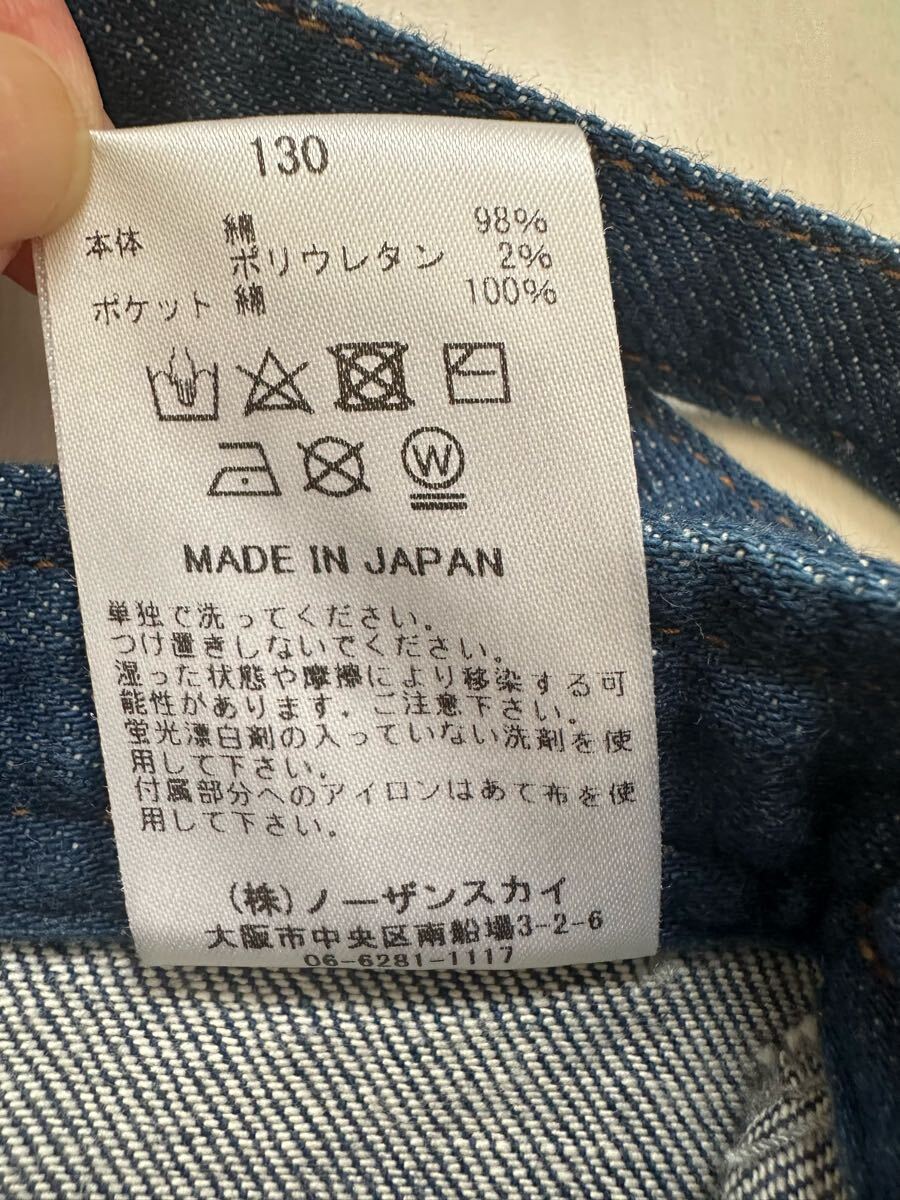 130
本体 綿 98%
ポリウレタン 2%
ポケット 綿 100%
W
MADE IN JAPAN
単独で洗ってください。
つけ置きしないでください。
湿った状態や摩擦により移染する可
能性があります。ご注意下さい。
蛍光漂白剤の入っていない洗剤を使
用して下さい。
付属部分へのアイロンはあて布を使
用して下さい。
(株)ノーザンスカイ
大阪市中央区南船場3-2-6
06-6281-1117